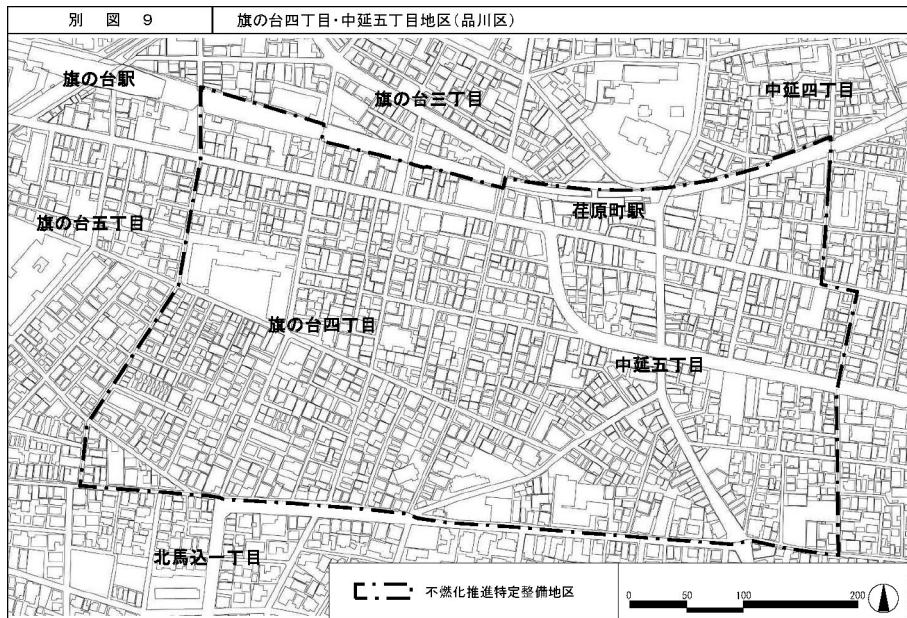 別図９ 旗の台四丁目・中延五丁目地区(品川区)
旗の台駅
旗の台三丁目
中延四丁目
荏原町駅
旗の台五丁目
旗の台四丁目
中延五丁目
北馬込一丁目
不燃化推進特定整備地区
0 50 100 200